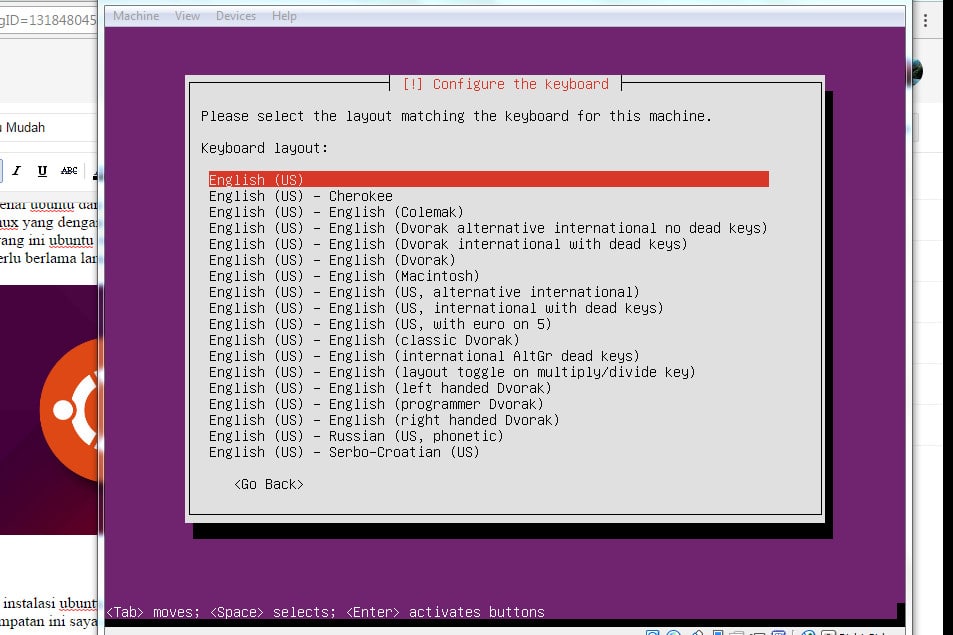 gID=131848045
Machine View Devices Help
Mudah
I U ABC
enai ubuntu dan
nux yang dengan
yang ini ubuntu
erlu berlama lan
[!] Configure the keyboard
Please select the layout matching the keyboard for this machine.
Keyboard layout:
English (US)
English (US) - Cherokee
English (US) - English (Colemak)
English (US) - English (Dvorak alternative international no dead keys)
English (US) - English (Dvorak international with dead keys)
English (US) - English (Dvorak)
English (US) - English (Macintosh)
English (US) - English (US, alternative international)
English (US) - English (US, international with dead keys)
English (US) - English (US, with euro on 5)
English (US) - English (classic Dvorak)
English (US) - English (international AltGr dead keys)
English (US) - English (layout toggle on multiply/divide key)
English (US) - English (left handed Dvorak)
English (US) - English (programmer Dvorak)
English (US) - English (right handed Dvorak)
English (US) - Russian (US, phonetic)
English (US) - Serbo-Croatian (US)
<Go Back>
instalasi ubunt
mpatan ini saya
<Tab> moves; <Space> selects; <Enter> activates buttons